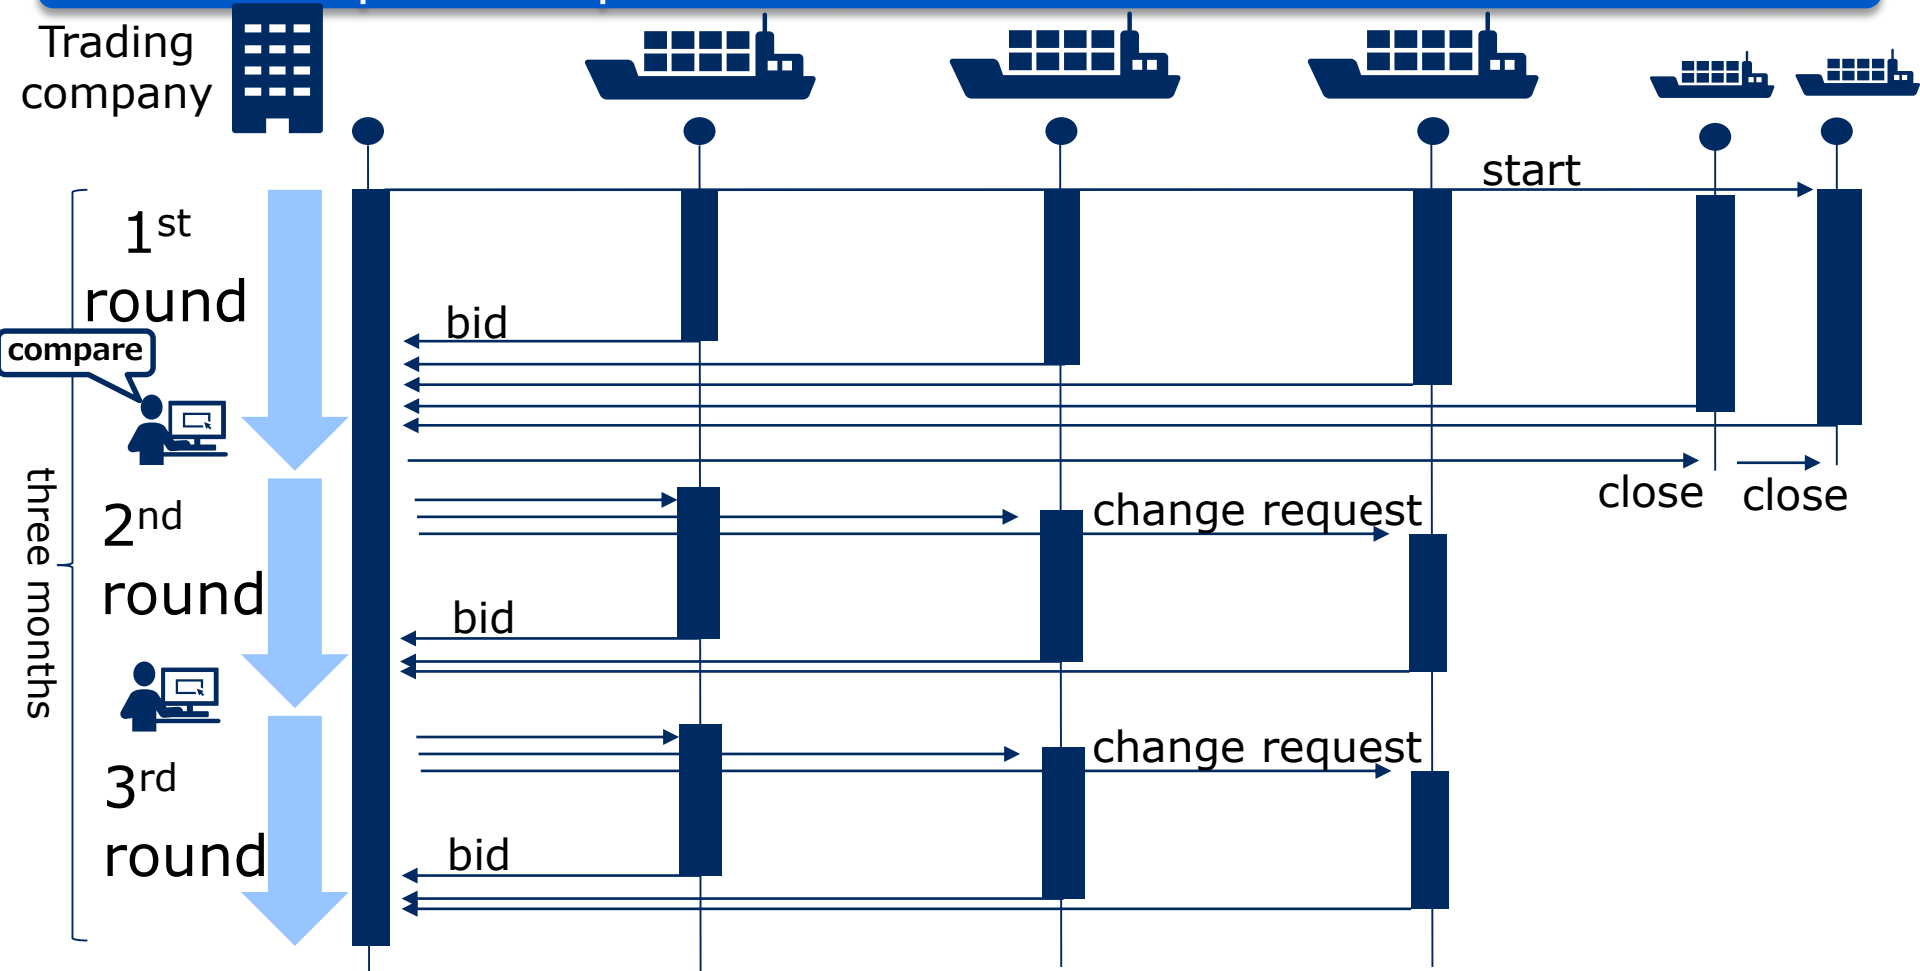 Trading
company
start
1st
round
bid
compare
three months
close
close
2nd
round
change request
bid
3rd
round
change request
bid